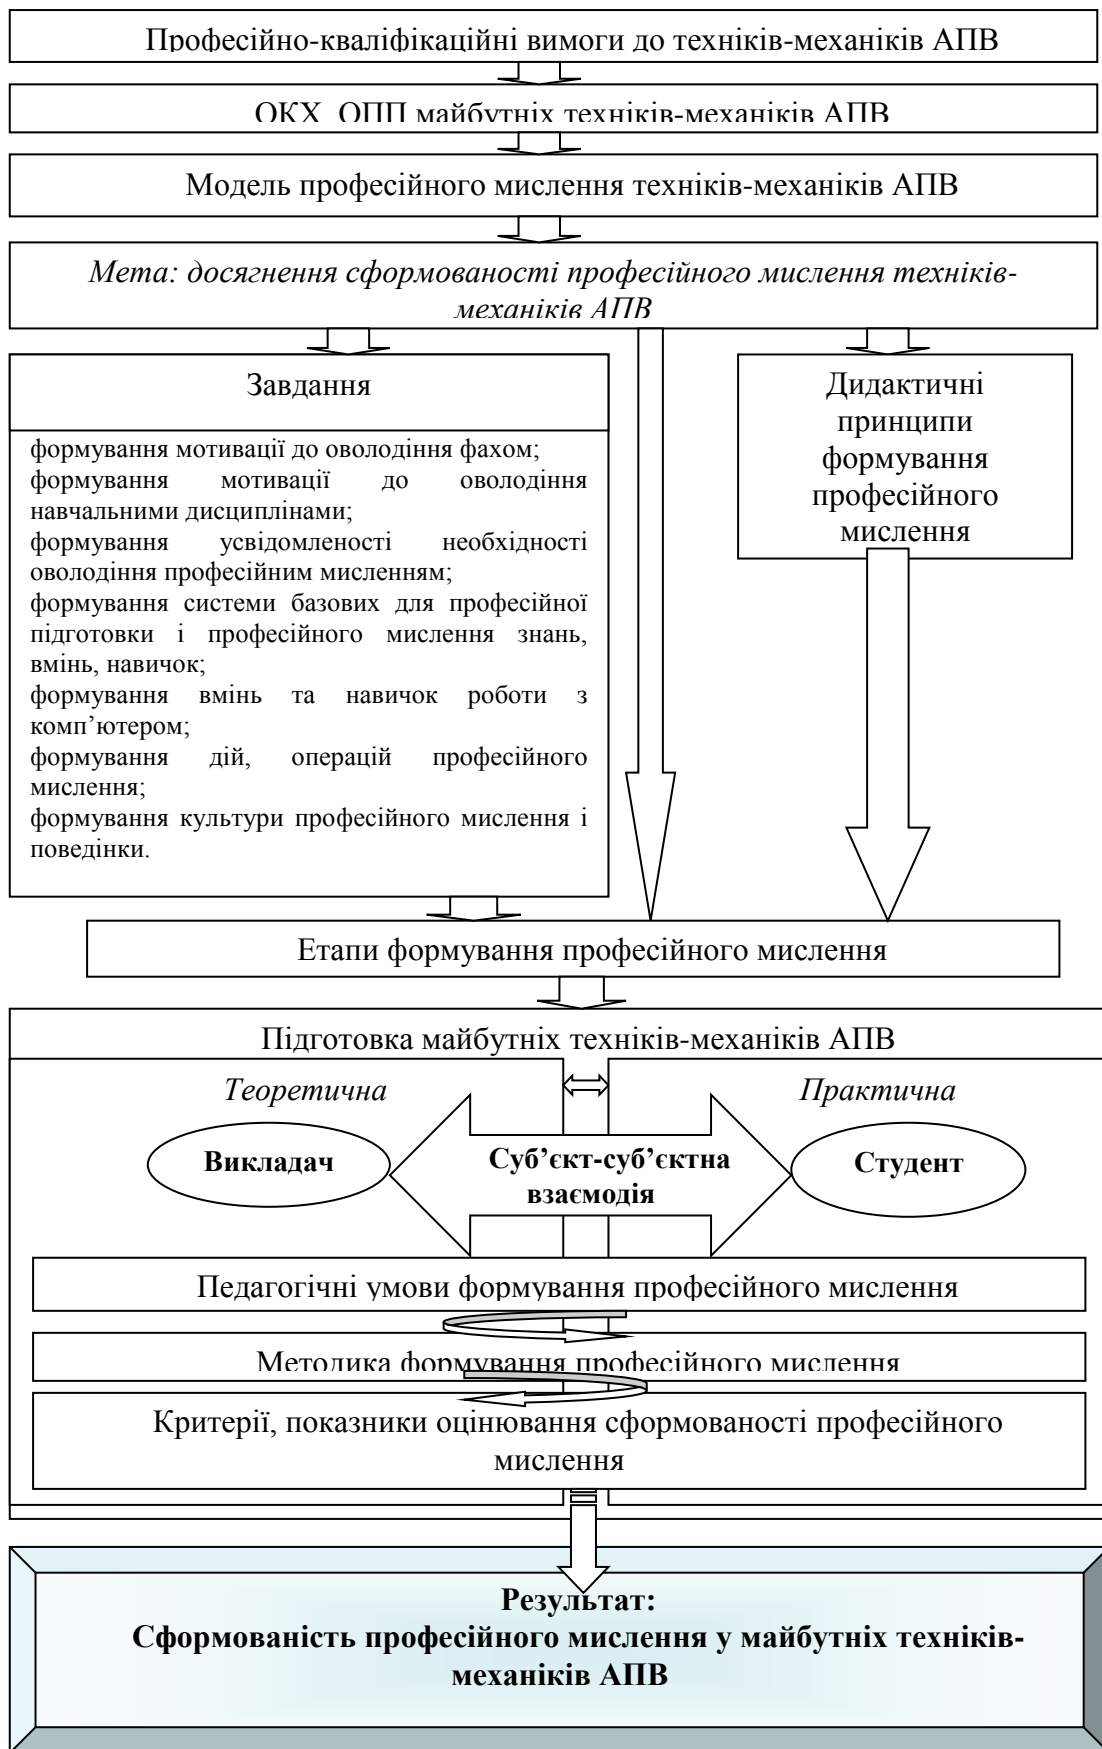 Професійно-кваліфікаційні вимоги до техніків-механіків АПВ
ОКХ, ОПП майбутніх техніків-механіків АПВ
Модель професійного мислення техніків-механіків АПВ
Мета: досягнення сформованості професійного мислення техніків-
механіків АПВ
Завдання
формування мотивації до оволодіння фахом;
формування мотивації до оволодіння
навчальними дисциплінами;
формування усвідомленості необхідності
оволодіння професійним мисленням;
формування системи базових для професійної
підготовки і професійного мислення знань,
вмінь, навичок;
формування вмінь та навичок роботи з
комп’ютером;
формування дій, операцій професійного
мислення;
формування культури професійного мислення і
поведінки.
Дидактичні
принципи
формування
професійного
мислення
Етапи формування професійного мислення
Підготовка майбутніх техніків-механіків АПВ
Теоретична
Практична
Викладач
Суб’єкт-суб’єктна
взаємодія
Студент
Педагогічні умови формування професійного мислення
Методика формування професійного мислення
Критерії, показники оцінювання сформованості професійного
мислення
Результат:
Сформованість професійного мислення у майбутніх техніків-
механіків АПВ